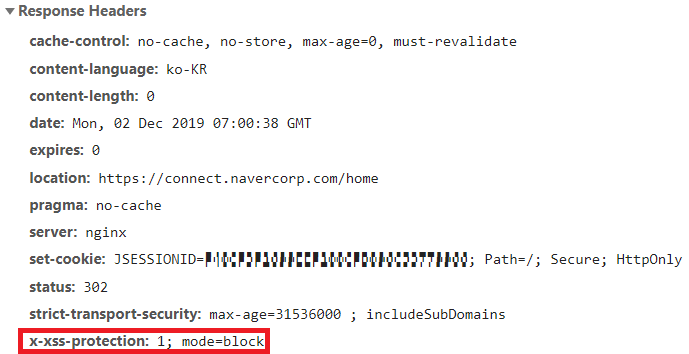 Response Headers
cache-control: no-cache, no-store, max-age=0, must-revalidate
content-language: ko-KR
content-length: 0
date: Mon, 02 Dec 2019 07:00:38 GMT
expires: 0
location: https://connect.navercorp.com/home
pragma: no-cache
server: nginx
set-cookie: JSESSIONID=; Path=/; Secure; HttpOnly
status: 302
strict-transport-security: max-age=31536000 ; includeSubDomains
x-xss-protection: 1; mode=block